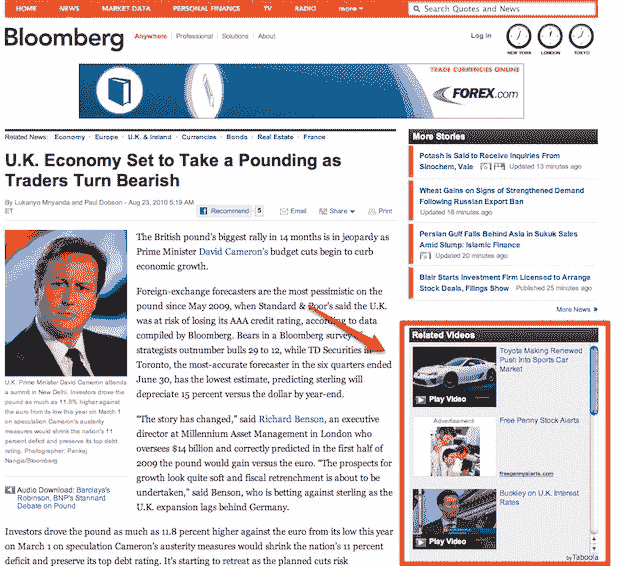 HOME NEWS MARKET DATA PERSONAL FINANCE TV RADIO more Search Quotes and News
Bloomberg
Anywhere | Professional | Solutions | About
Log in
NEW YORK LONDON TOKYO
TRADE CURRENCIES ONLINE
FOREX.com
Related News: Economy · Europe · U.K. & Ireland · Currencies · Bonds · Real Estate · France
U.K. Economy Set to Take a Pounding as
Traders Turn Bearish
By Lukanyo Mnyanda and Paul Dobson - Aug 23, 2010 5:19 AM
ET
Recommend 5 Email Share Print
The British pound's biggest rally in 14 months is in jeopardy as
Prime Minister David Cameron's budget cuts begin to curb
economic growth.
Foreign-exchange forecasters are the most pessimistic on the
pound since May 2009, when Standard & Poor's said the U.K.
was at risk of losing its AAA credit rating, according to data
compiled by Bloomberg. Bears in a Bloomberg survey
strategists outnumber bulls 29 to 12, while TD Securities in
Toronto, the most-accurate forecaster in the six quarters ended
June 30, has the lowest estimate, predicting sterling will
depreciate 15 percent versus the dollar by year-end.
"The story has changed," said Richard Benson, an executive
director at Millennium Asset Management in London who
oversees $14 billion and correctly predicted in the first half of
2009 the pound would gain versus the euro. "The prospects for
growth look quite soft and fiscal retrenchment is about to be
undertaken," said Benson, who is betting against sterling as the
U.K. expansion lags behind Germany.
U.K. Prime Minister David Cameron attends
a summit in New Delhi. Investors drove the
pound as much as 11.8% higher against
the euro from its low this year on March 1
on speculation Cameron's austerity
measures would shrink the nation's 11
percent deficit and preserve its top debt
rating. Photographer: Pankaj
Nangia/Bloomberg
Audio Download: Barclays's
Robinson, BNP's Stannard
Debate on Pound
Investors drove the pound as much as 11.8 percent higher against the euro from its low this year
on March 1 on speculation Cameron's austerity measures would shrink the nation's 11 percent
deficit and preserve its top debt rating. It's starting to retreat as the planned cuts risk
More Stories
Potash Is Said to Receive Inquiries From
Sinochem, Vale Updated 13 minutes ago
Wheat Gains on Signs of Strengthened Demand
Following Russian Export Ban
Updated 18 minutes ago
Persian Gulf Falls Behind Asia in Sukuk Sales
Amid Slump: Islamic Finance
Updated 20 minutes ago
Blair Starts Investment Firm Licensed to Arrange
Stock Deals, Filings Show Published 25 minutes ago
More News »
Related Videos
Toyota Making Renewed
Push Into Sports Car
Market
Play Video
Advertisement
Free Penny Stock Alerts
freepennyalerts.com
Buckley on U.K. Interest
Rates
Play Video
by Taboola